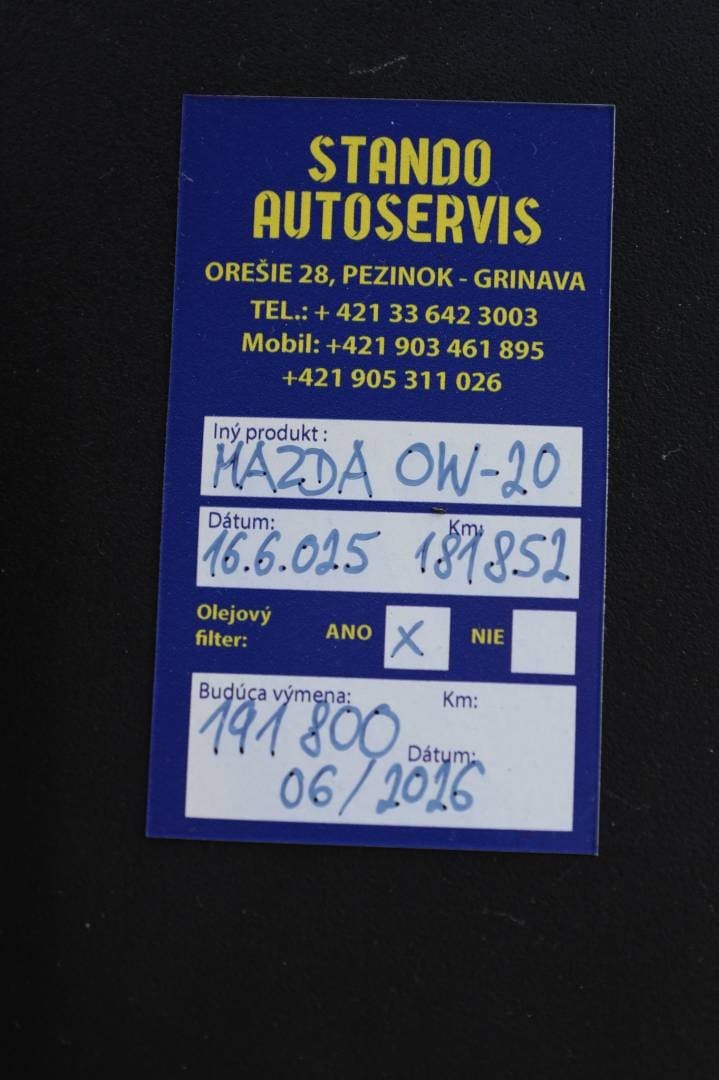 STANDO
AUTOSERVIS
OREŠIE 28, PEZINOK - GRINAVA
TEL.: + 421 33 642 3003
Mobil: +421 903 461 895
+421 905 311 026
Iný produkt :
MAZDA 0W-20
Dátum: Km:
16.6.025 181852
Olejový
filter: ANO X NIE
Budúca výmena: Km:
191 800
Dátum:
06/2026